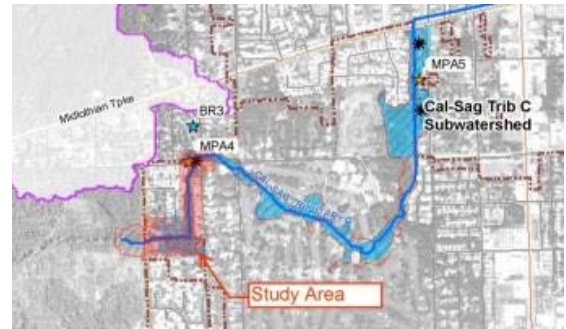 Midlothian Tpke
BR3
MPA4
MPA5
Cal-Sag Trib C
Subwatershed
Study Area